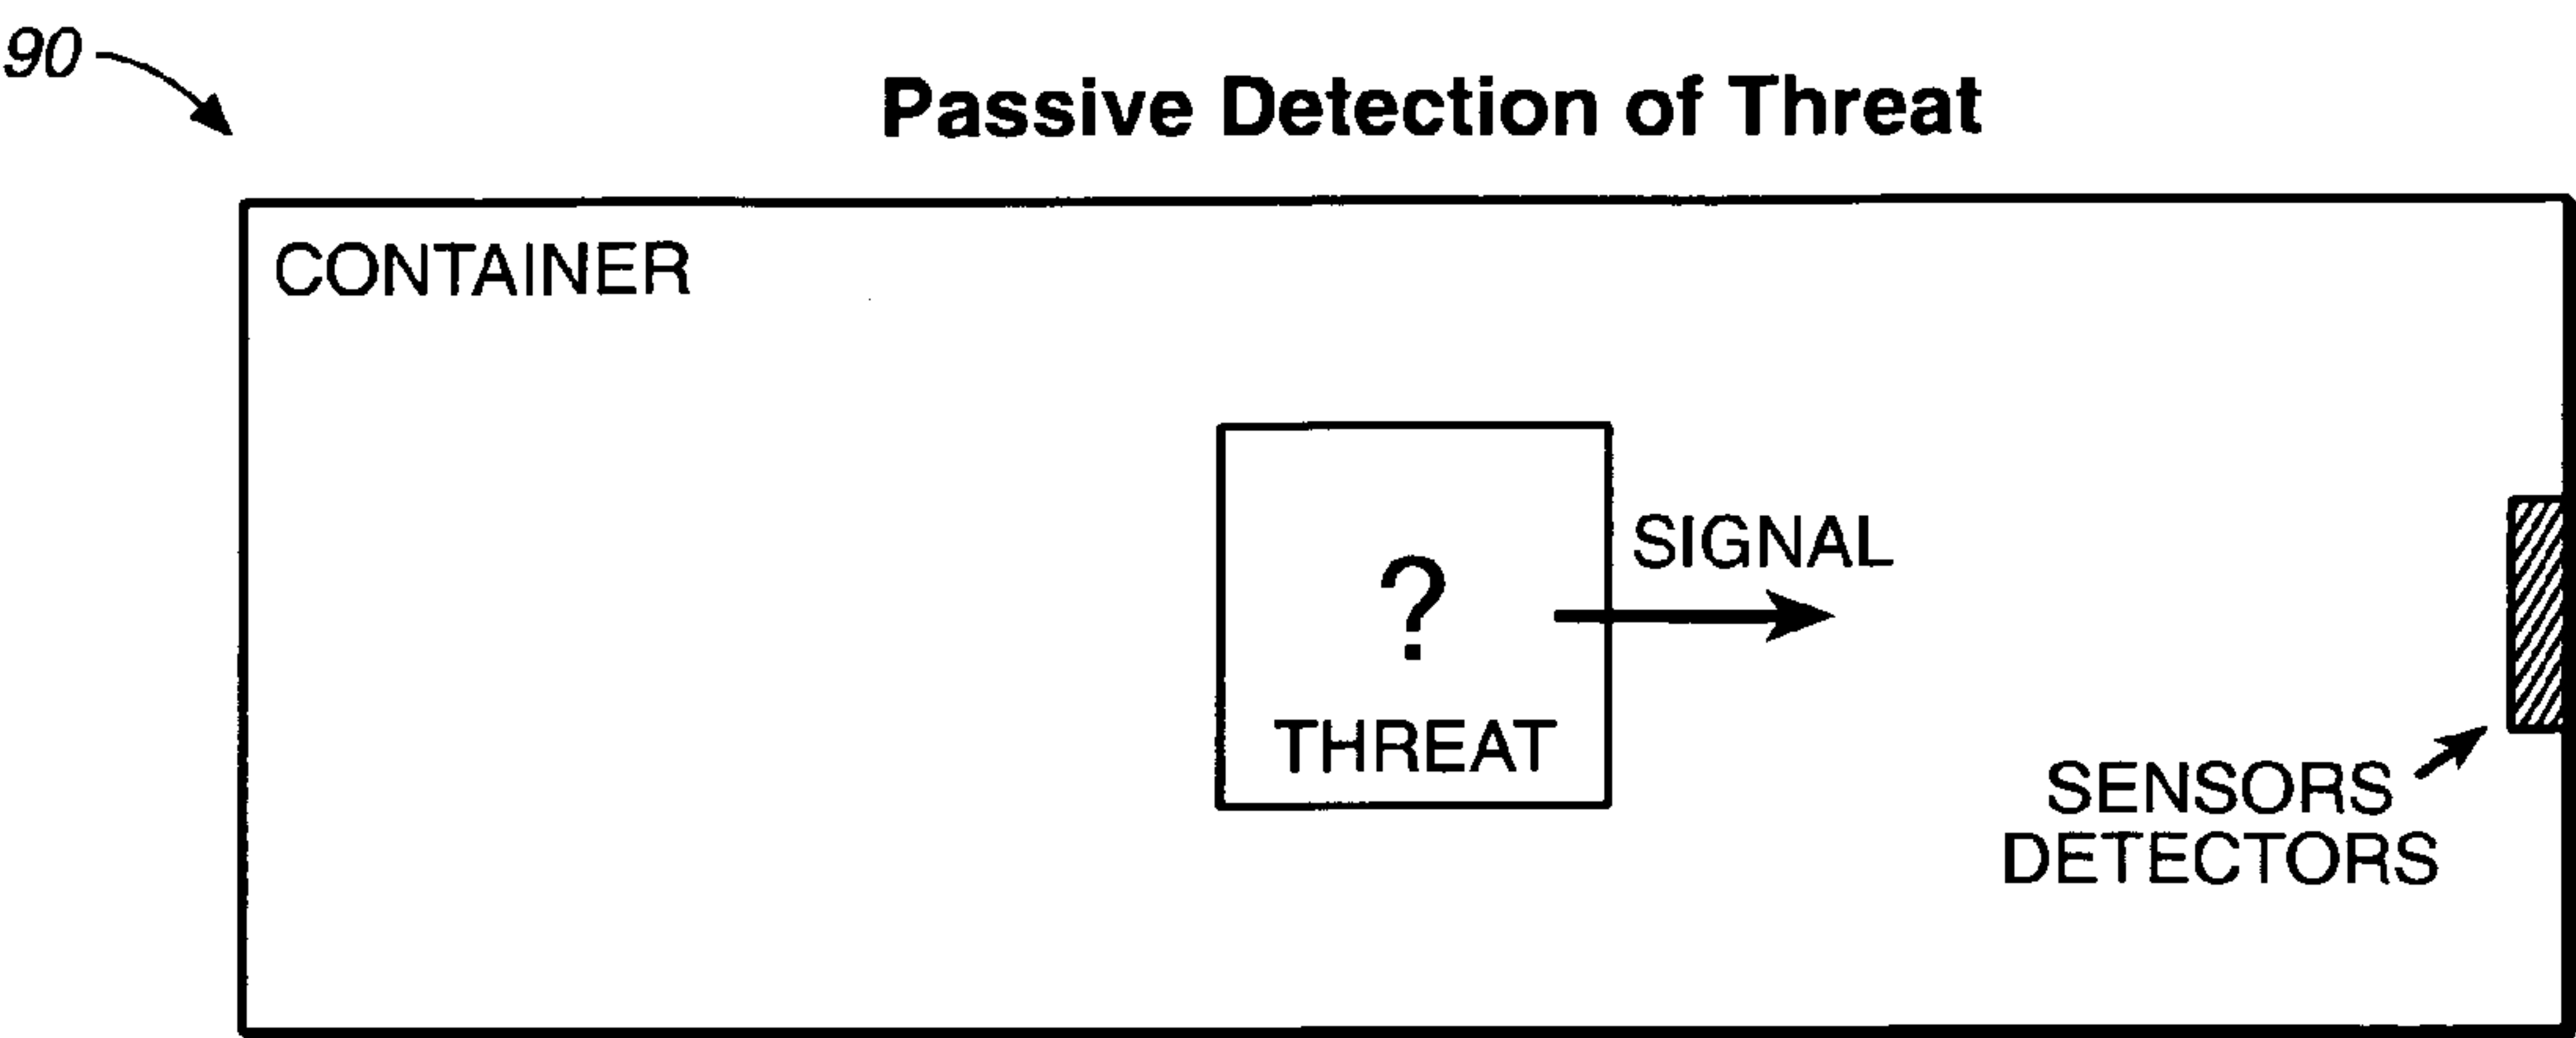 90
Passive Detection of Threat
CONTAINER
SIGNAL
?
THREAT
SENSORS
DETECTORS